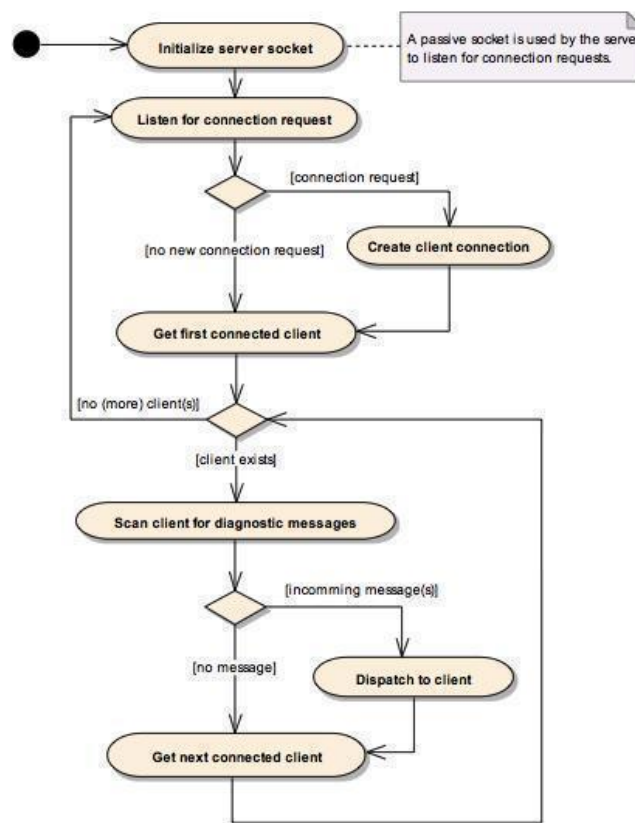 Initialize server socket
A passive socket is used by the serve
to listen for connection requests.
Listen for connection request
[connection request]
[no new connection request]
Create client connection
Get first connected client
[no (more) client(s)]
[client exists]
Scan client for diagnostic messages
[incomming message(s)]
[no message]
Dispatch to client
Get next connected client